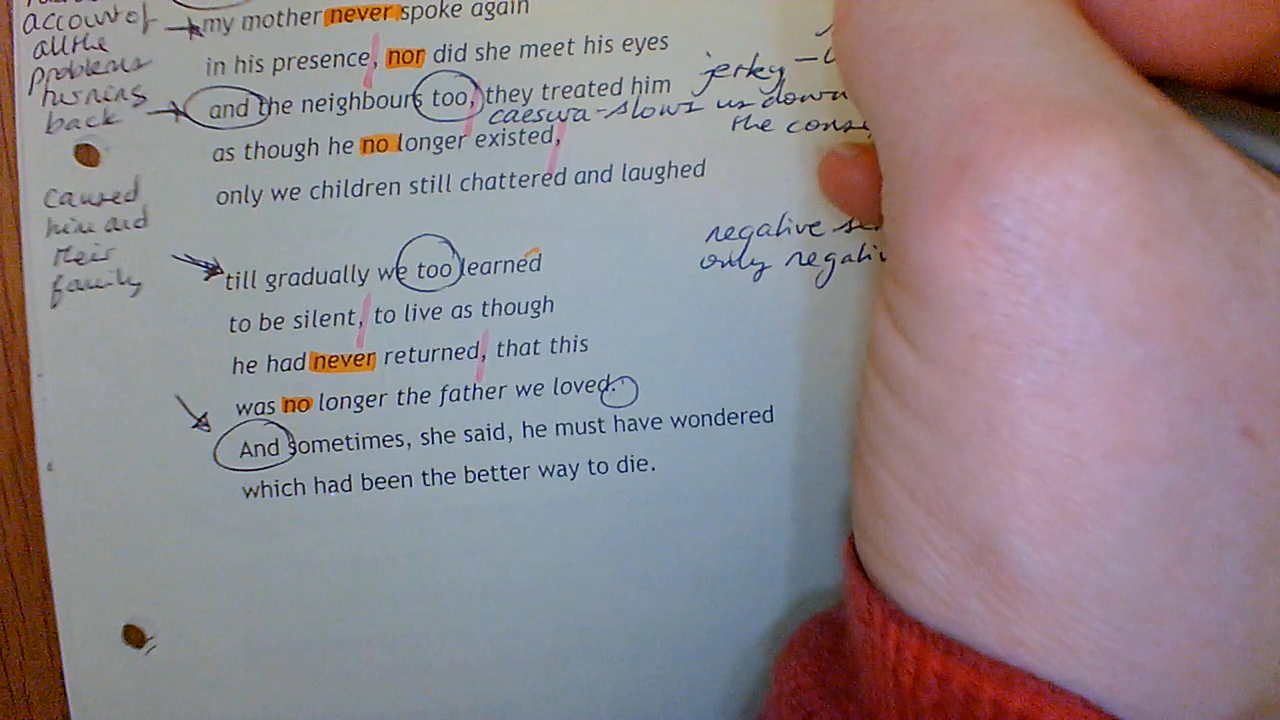 account of
all the
problems
turning
back
my mother never spoke again
in his presence, nor did she meet his eyes
jerky –
and the neighbours too, they treated him
caesura - slows us down
the
as though he no longer existed,
only we children still chattered and laughed
caused
him and
their
family
negative
only
till gradually we too learned
to be silent, to live as though
he had never returned, that this
was no longer the father we loved.
And sometimes, she said, he must have wondered
which had been the better way to die.